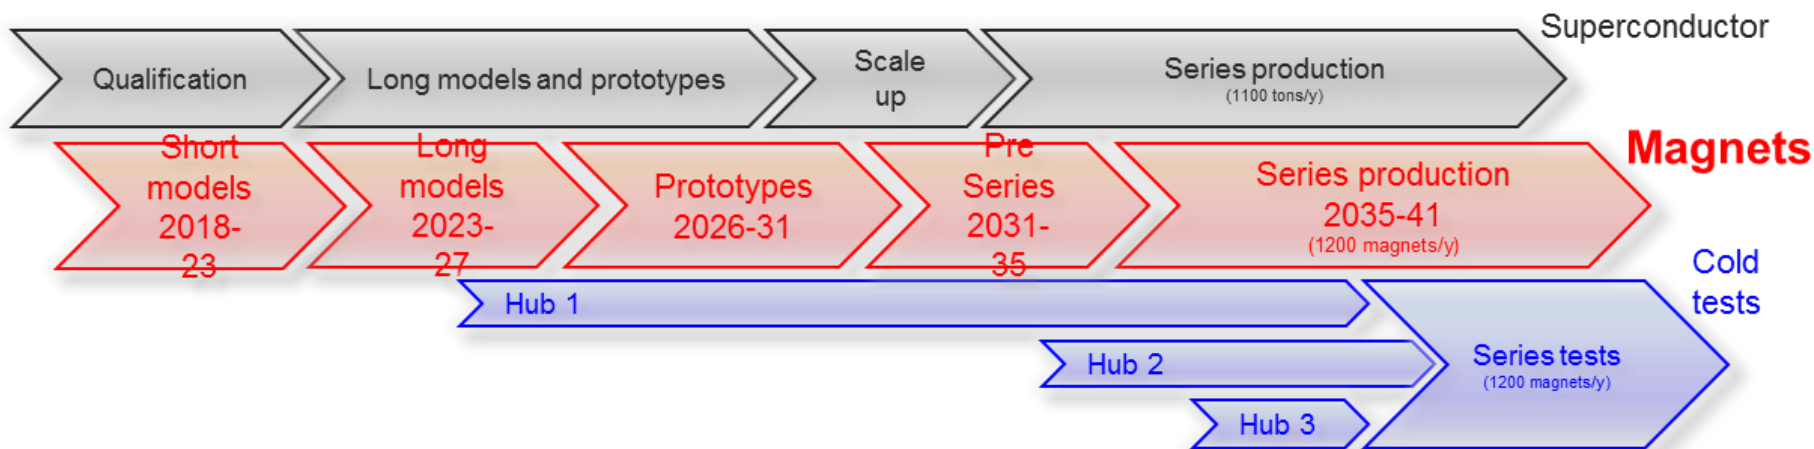 Superconductor
Qualification
Long models and prototypes
Scale
up
Series production
(1100 tons/y)
Magnets
Short
models
2018-
23
Long
models
2023-
27
Prototypes
2026-31
Pre
Series
2031-
35
Series production
2035-41
(1200 magnets/y)
Cold
tests
Hub 1
Hub 2
Hub 3
Series tests
(1200 magnets/y)